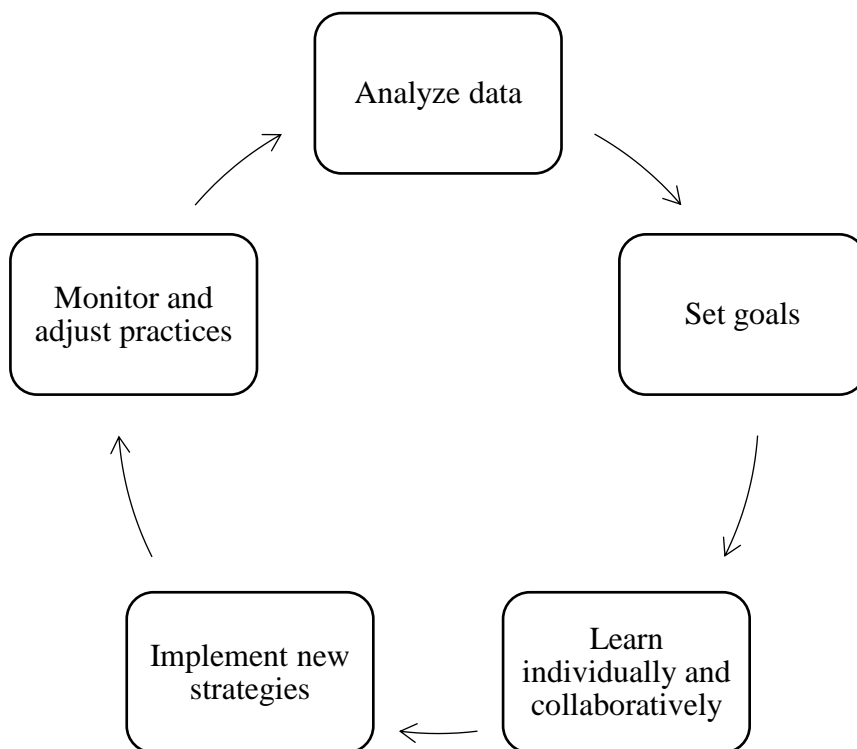 Analyze data
Set goals
Learn
individually and
collaboratively
Implement new
strategies
Monitor and
adjust practices